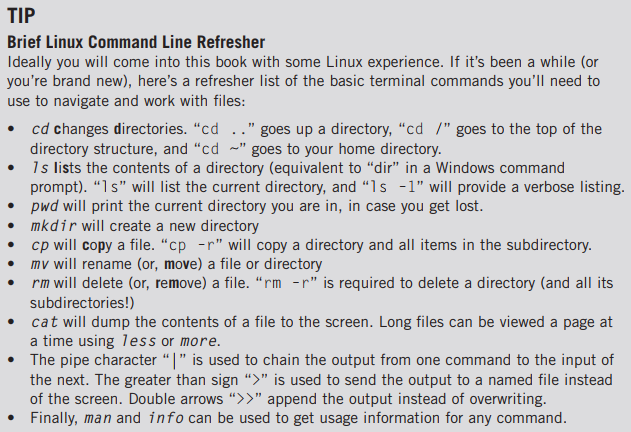 TIP
Brief Linux Command Line Refresher
Ideally you will come into this book with some Linux experience. If it's been a while (or
you're brand new), here's a refresher list of the basic terminal commands you'll need to
use to navigate and work with files:
• cd changes directories. “cd ..” goes up a directory, “cd /” goes to the top of the
directory structure, and “cd ~” goes to your home directory.
• ls lists the contents of a directory (equivalent to “dir” in a Windows command
prompt). “ls” will list the current directory, and “ls -l” will provide a verbose listing.
• pwd will print the current directory you are in, in case you get lost.
• mkdir will create a new directory
• cp will copy a file. “cp -r” will copy a directory and all items in the subdirectory.
• mv will rename (or, move) a file or directory
• rm will delete (or, remove) a file. “rm -r” is required to delete a directory (and all its
subdirectories!)
• cat will dump the contents of a file to the screen. Long files can be viewed a page at
a time using less or more.
• The pipe character “|” is used to chain the output from one command to the input of
the next. The greater than sign “>” is used to send the output to a named file instead
of the screen. Double arrows “>>” append the output instead of overwriting.
• Finally, man and info can be used to get usage information for any command.